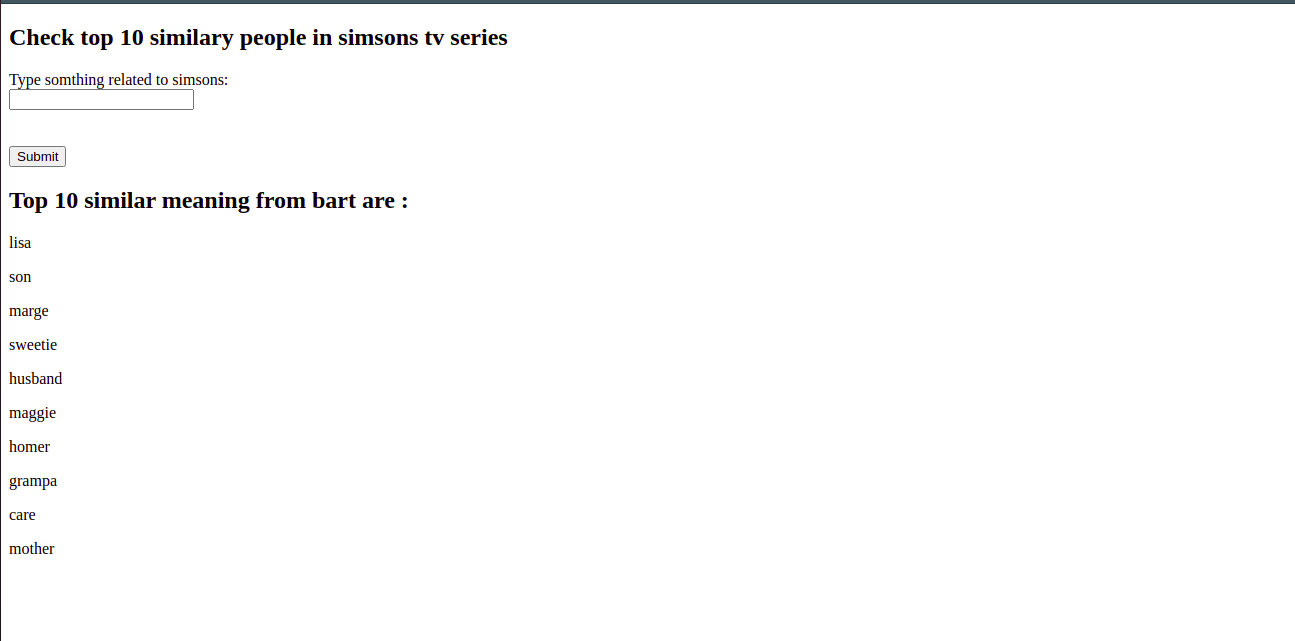 Check top 10 similary people in simsons tv series
Type somthing related to simsons:
Submit
Top 10 similar meaning from bart are :
lisa
son
marge
sweetie
husband
maggie
homer
grampa
care
mother